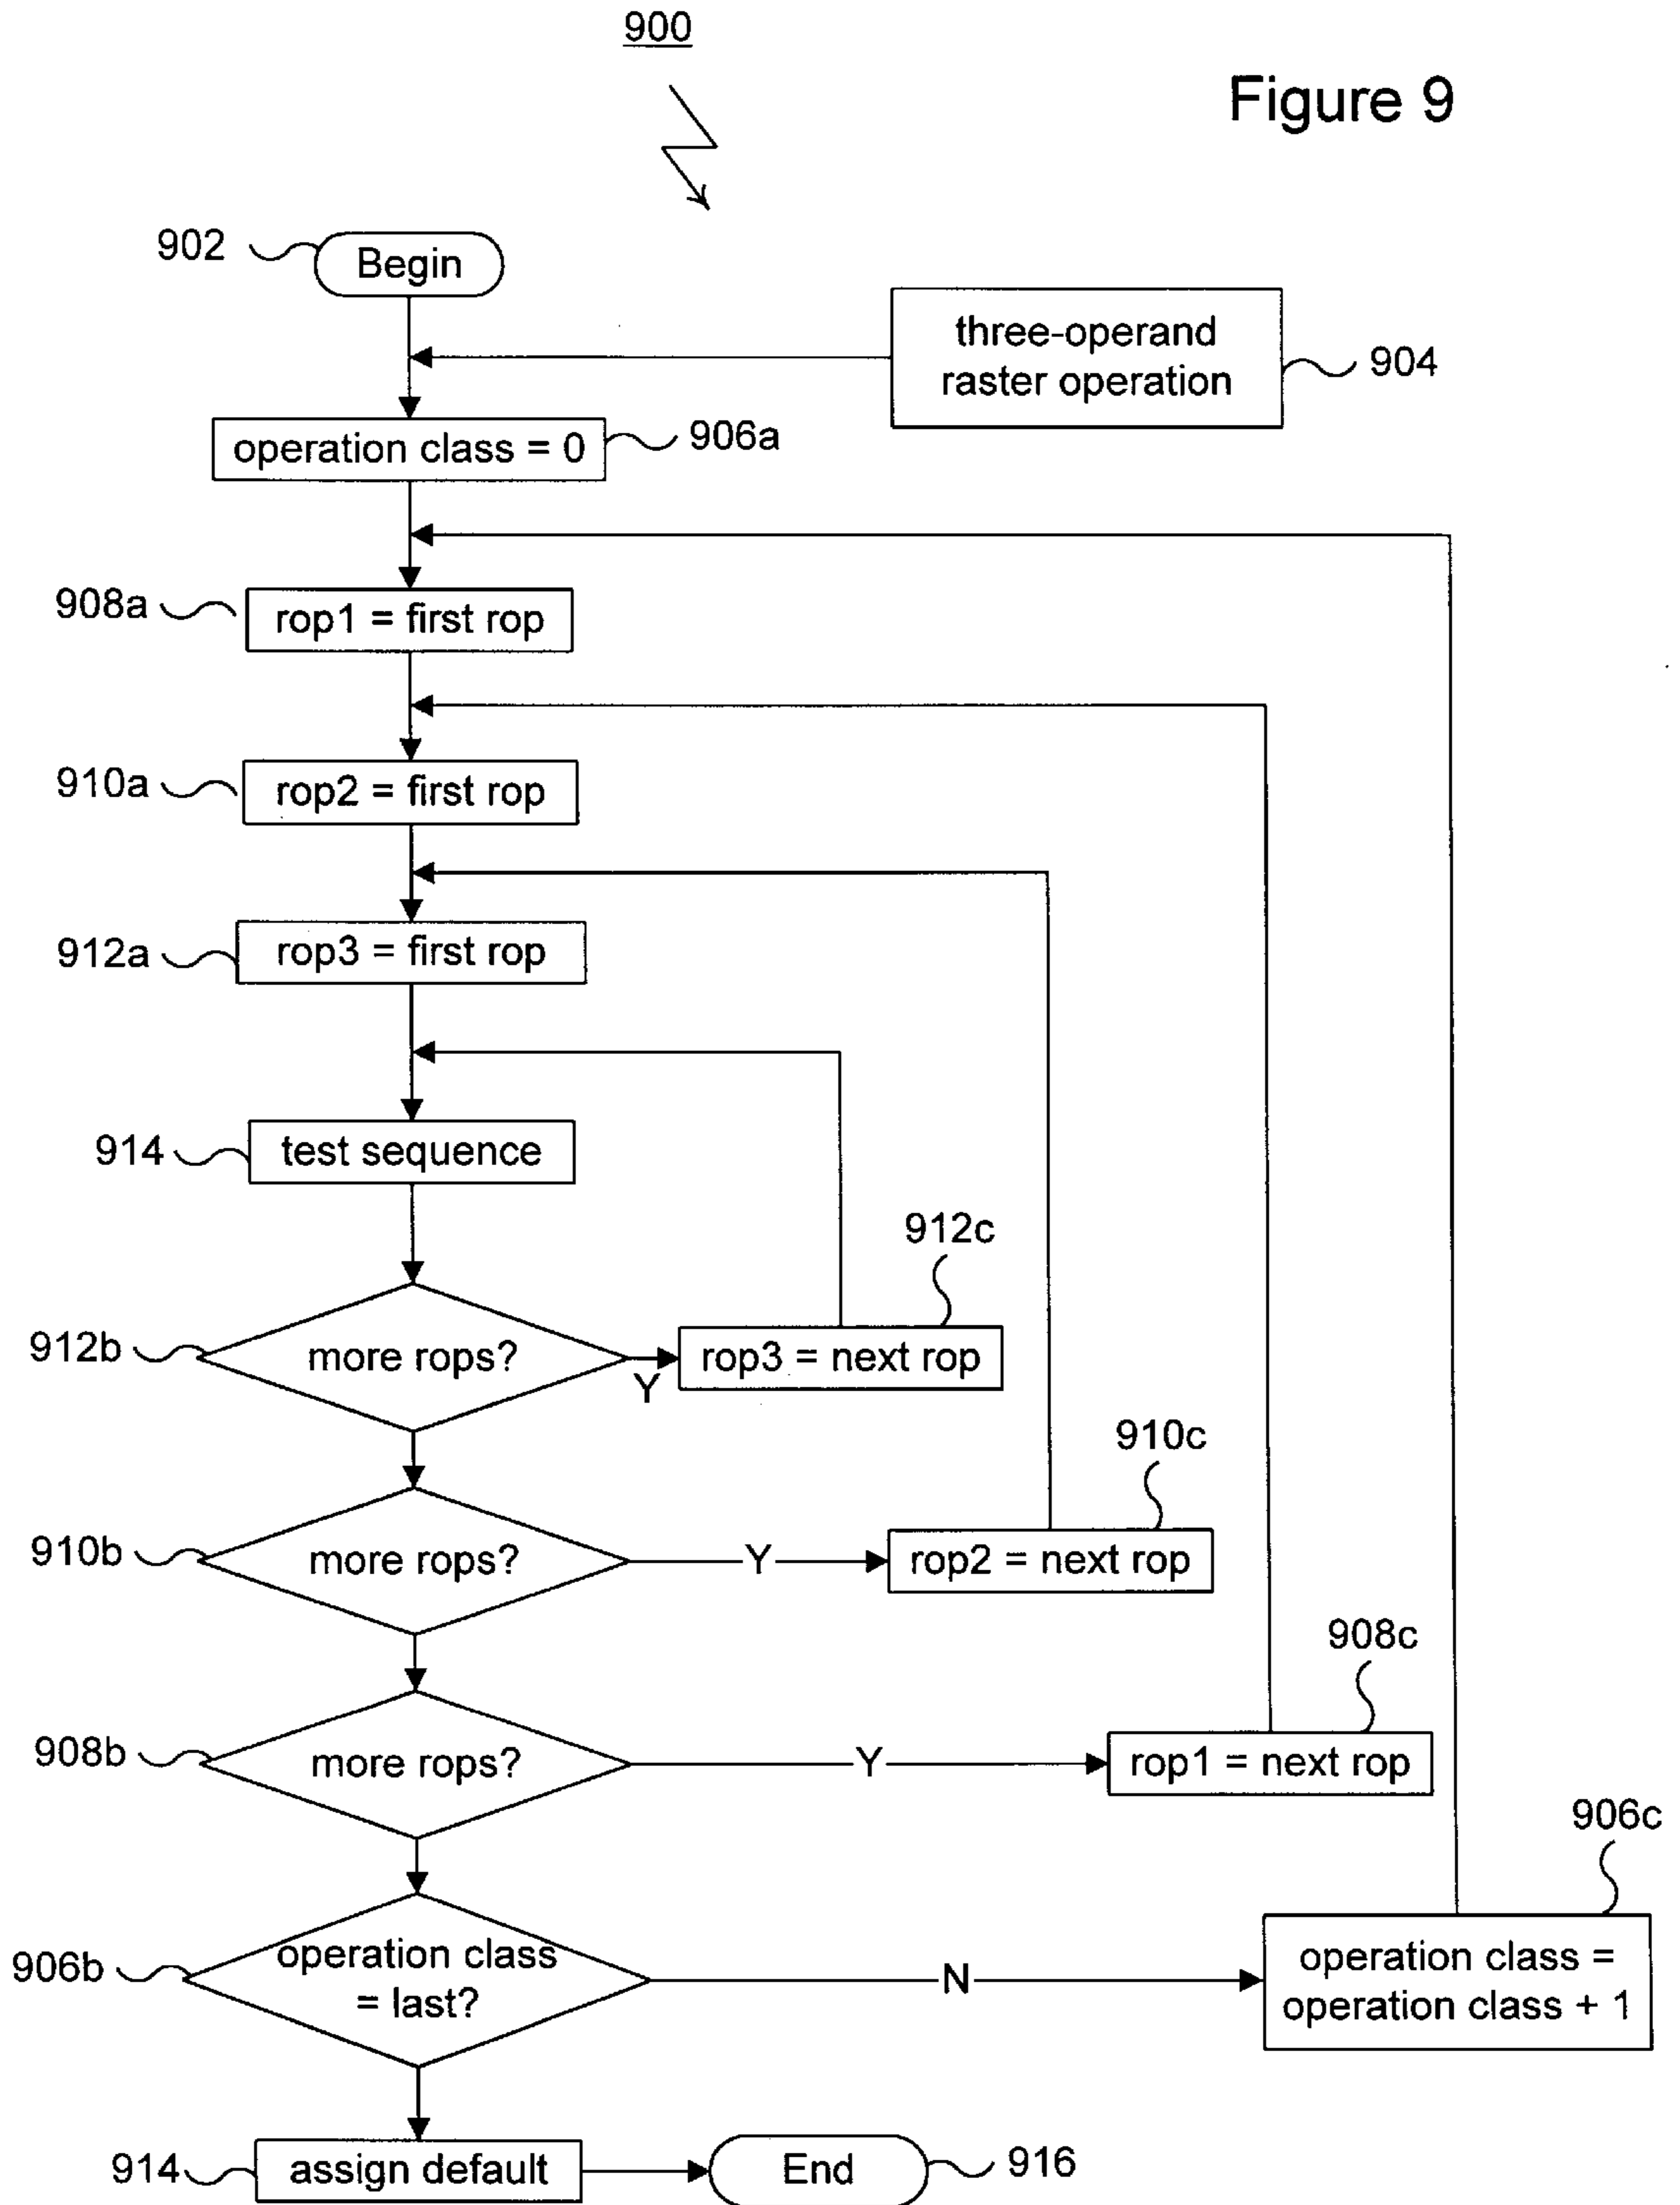 900
Figure 9
902
Begin
three-operand
raster operation
904
operation class = 0
906a
908a
rop1 = first rop
910a
rop2 = first rop
912a
rop3 = first rop
914
test sequence
912c
912b
more rops?
Y
rop3 = next rop
910c
910b
more rops?
Y
rop2 = next rop
908c
908b
more rops?
Y
rop1 = next rop
906c
906b
operation class
= last?
N
operation class =
operation class + 1
914
assign default
End
916